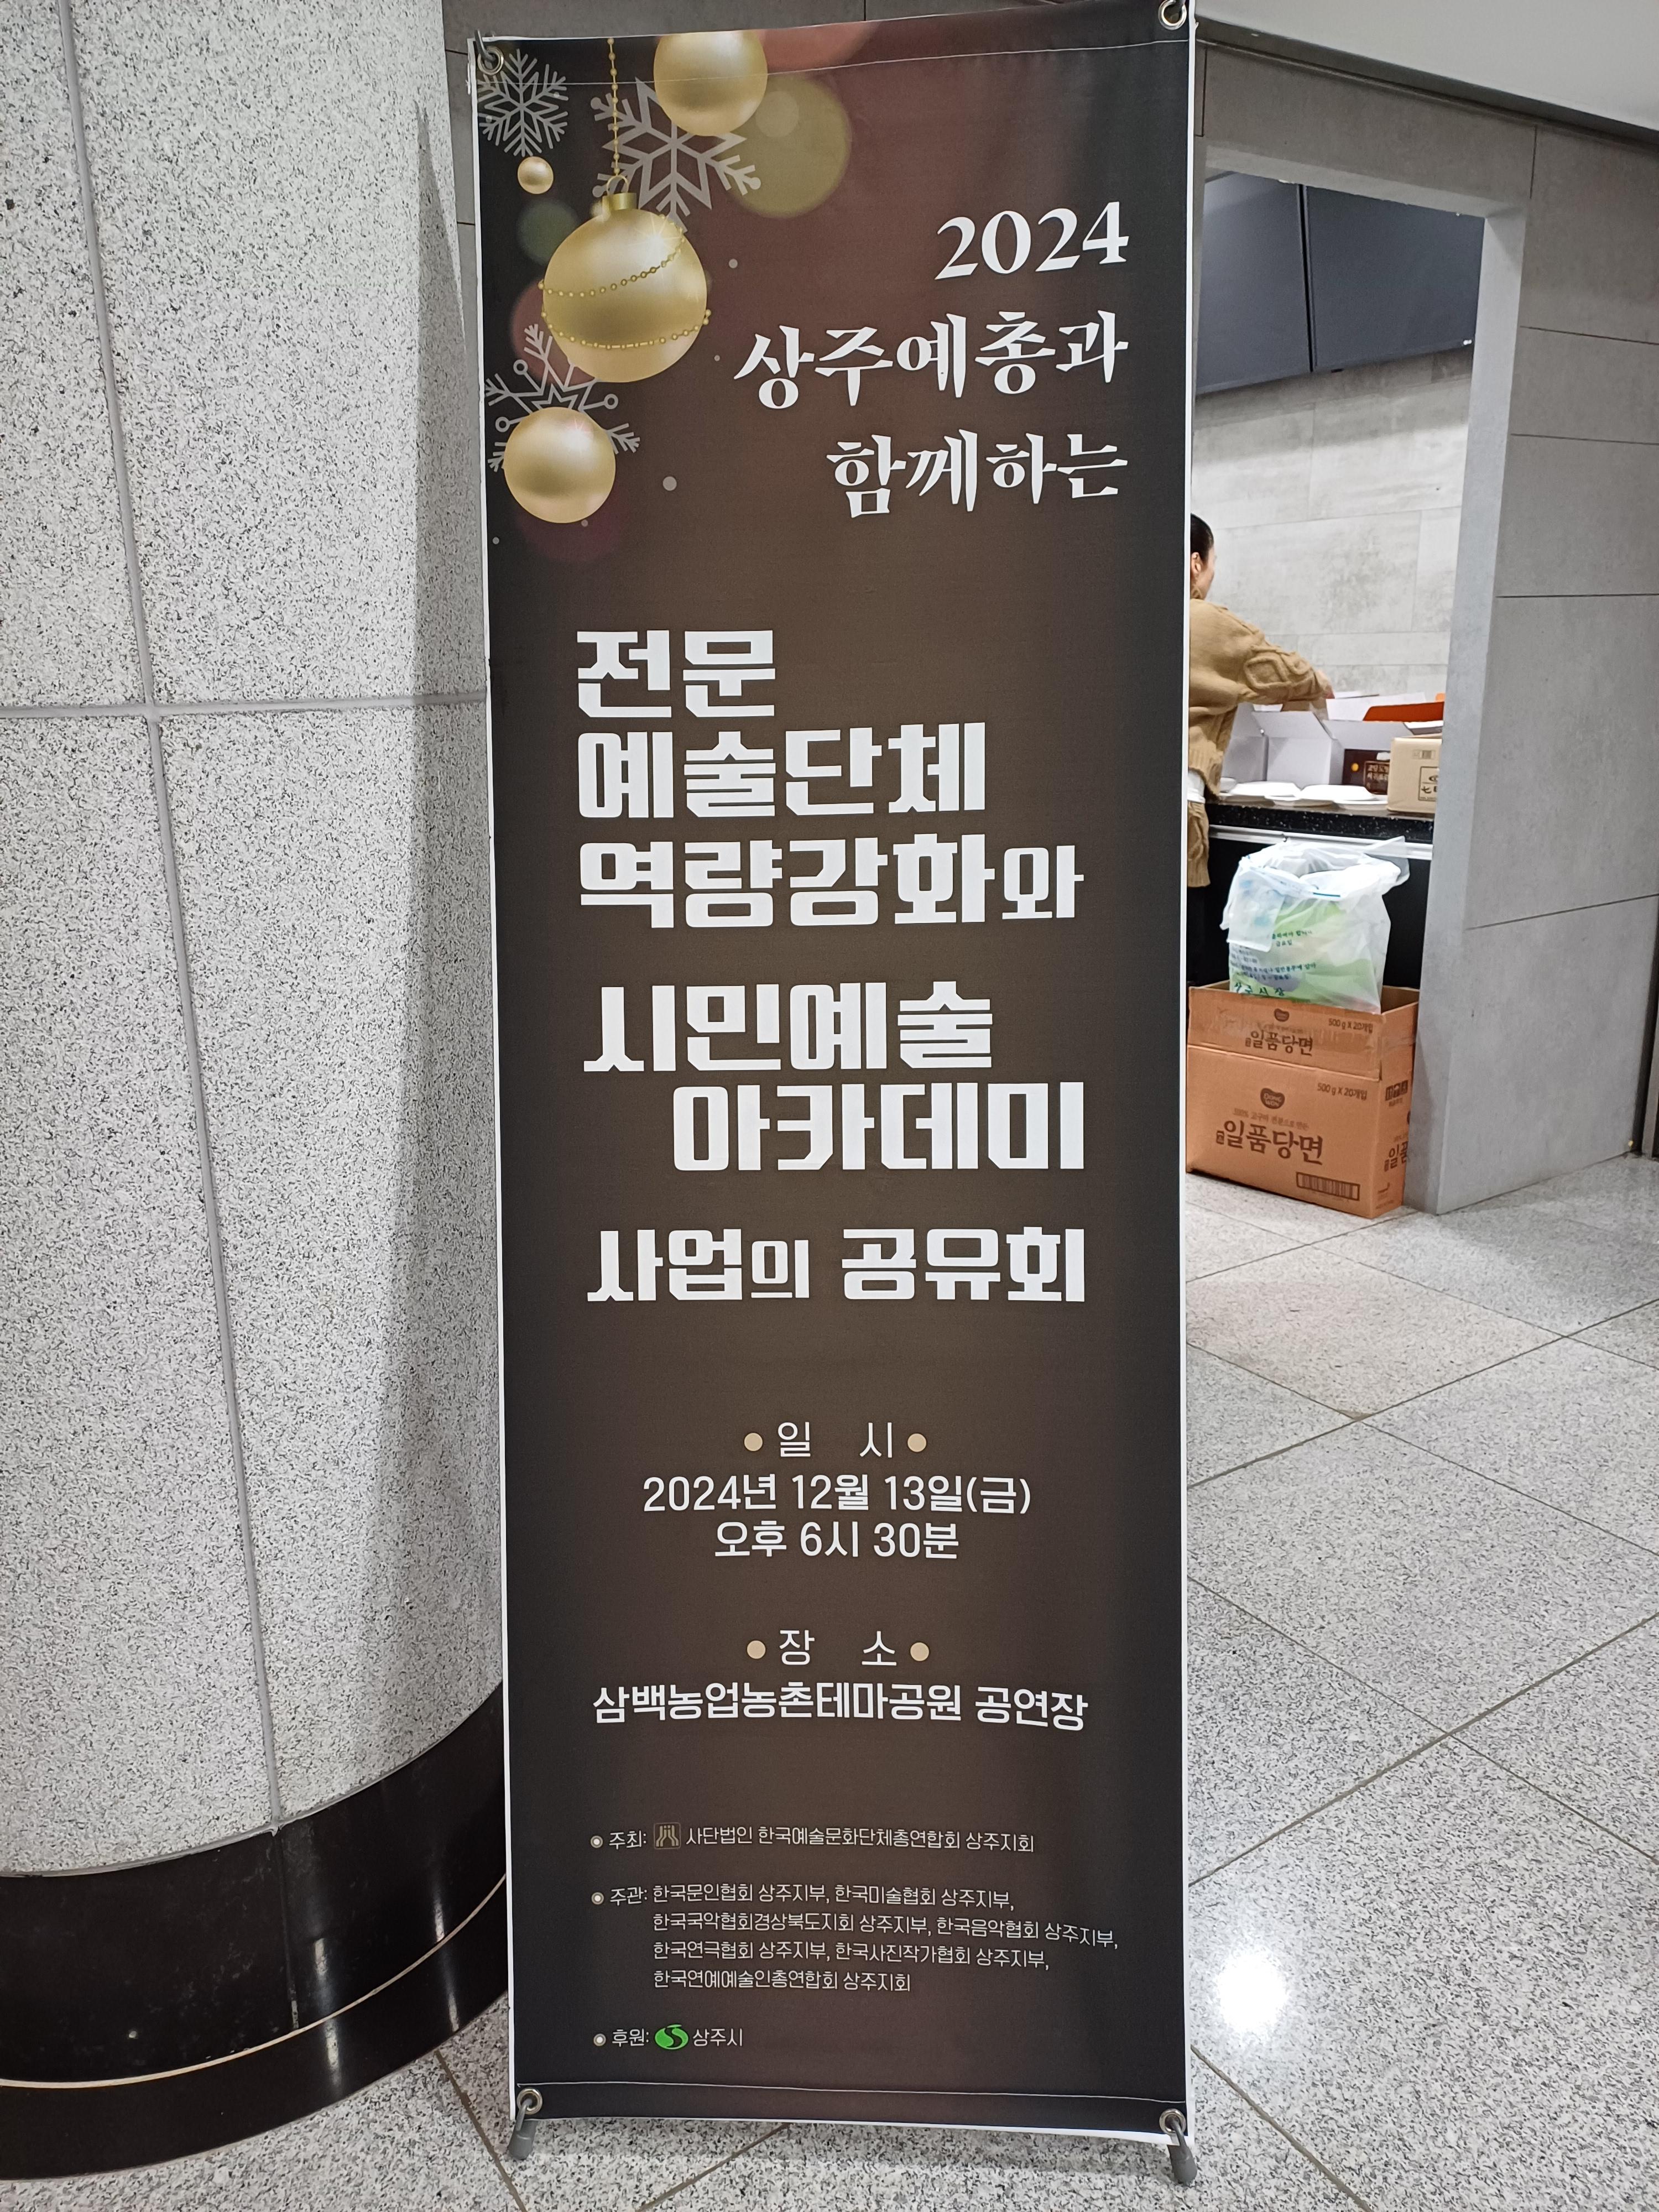 2024
상주예총과
함께하는
전문
예술단체
역량강화와
시민예술
아카데미
사업의 공유회
일 시
2024년 12월 13일(금)
오후 6시 30분
장 소
삼백농업농촌테마공원 공연장
주최: 사단법인 한국예술문화단체총연합회 상주지회
주관: 한국문인협회 상주지부, 한국미술협회 상주지부,
한국국악협회경상북도지회 상주지부, 한국음악협회 상주지부,
한국연극협회 상주지부, 한국사진작가협회 상주지부,
한국연예예술인총연합회 상주지회
후원: 상주시
500 g X 20개입
일품당면
500 g X 20개입
일품당면